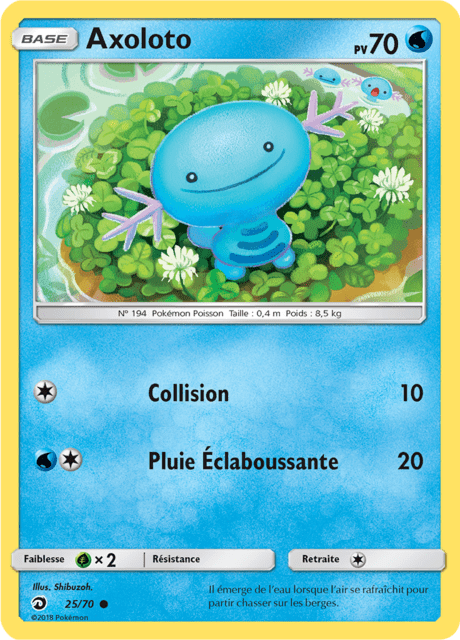 BASE Axoloto PV70
N° 194 Pokémon Poisson Taille : 0,4 m Poids : 8,5 kg
Collision 10
Pluie Éclaboussante 20
Faiblesse ×2 Résistance Retraite
Illus. Shibuzoh.
25/70
©2018 Pokémon
Il émerge de l'eau lorsque l'air se rafraîchit pour
partir chasser sur les berges.